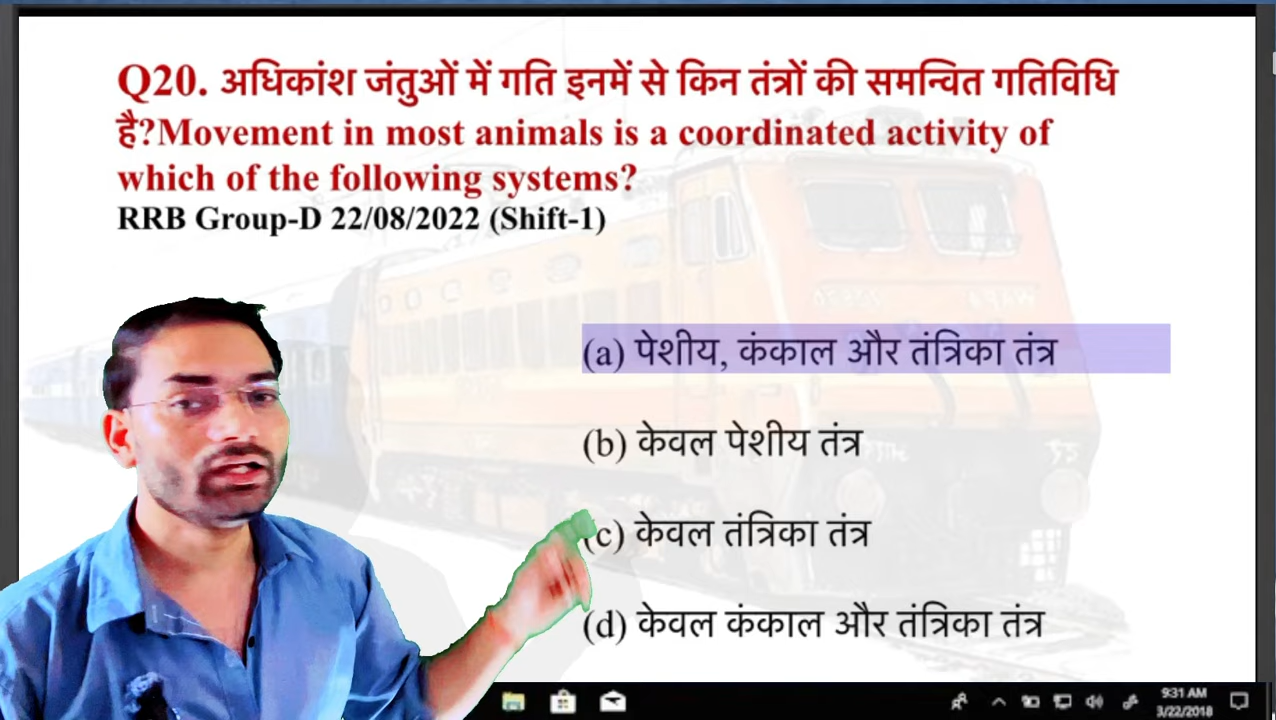 Q20. अधिकांश जंतुओं में गति इनमें से किन तंत्रों की समन्वित गतिविधि
है?Movement in most animals is a coordinated activity of
which of the following systems?
RRB Group-D 22/08/2022 (Shift-1)
(a) पेशीय, कंकाल और तंत्रिका तंत्र
(b) केवल पेशीय तंत्र
(c) केवल तंत्रिका तंत्र
(d) केवल कंकाल और तंत्रिका तंत्र
9:31 AM
3/22/2018